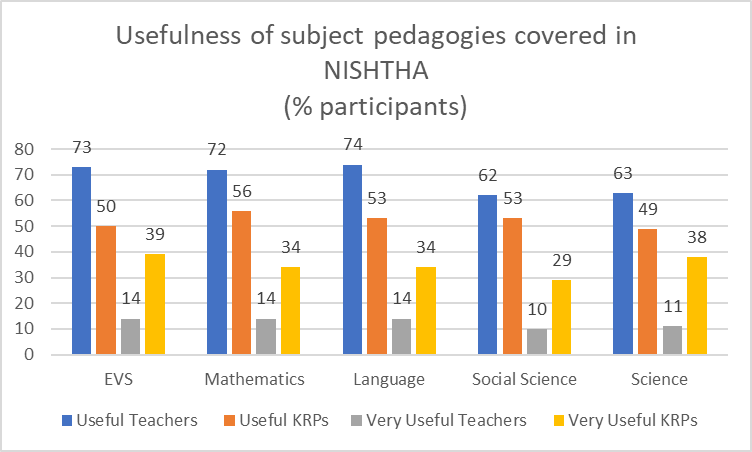 Usefulness of subject pedagogies covered in
NISHTHA
(% participants)
80
70
60
50
40
30
20
10
0
73
50
14
39
72
56
14
34
74
53
14
34
62
53
10
29
63
49
11
38
EVS
Mathematics
Language
Social Science
Science
Useful Teachers
Useful KRPs
Very Useful Teachers
Very Useful KRPs